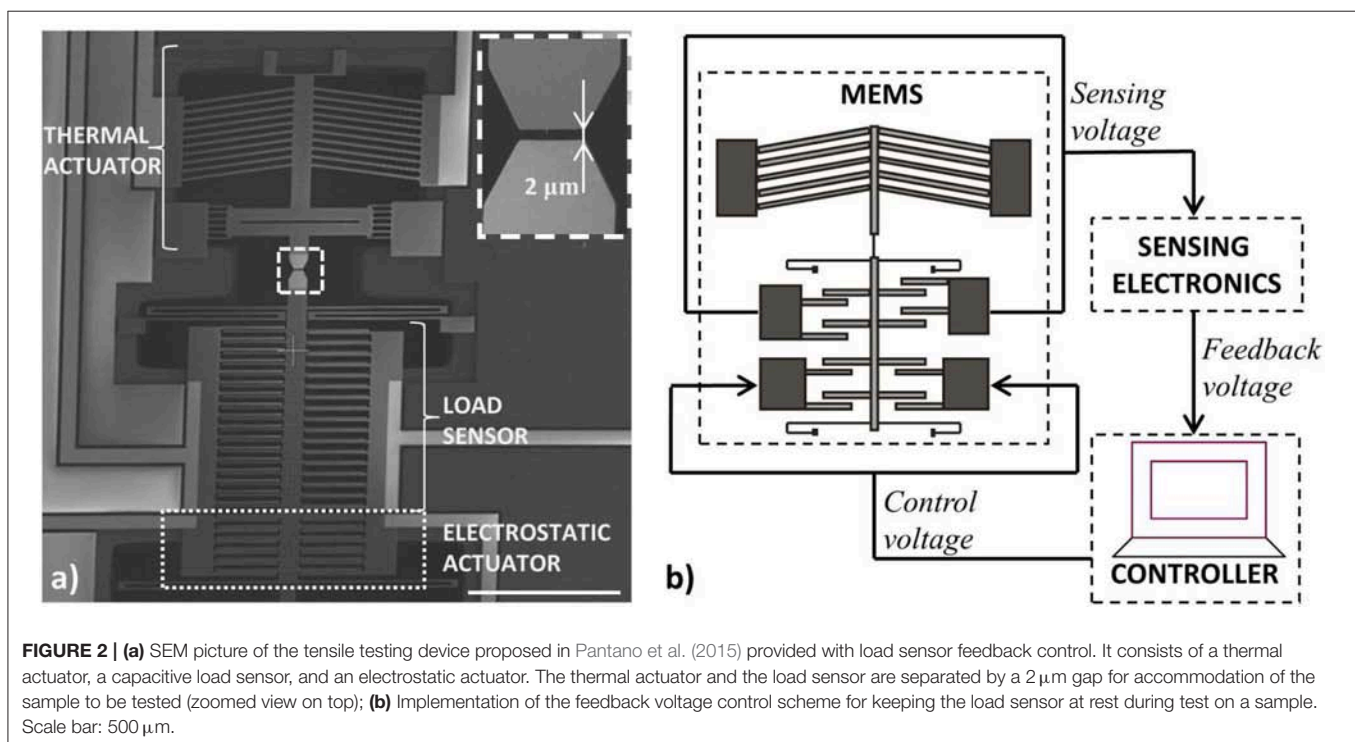 THERMAL
ACTUATOR
2 µm
LOAD
SENSOR
ELECTROSTATIC
ACTUATOR
a)
MEMS
Sensing
voltage
SENSING
ELECTRONICS
Feedback
voltage
Control
voltage
CONTROLLER
b)
FIGURE 2 | (a) SEM picture of the tensile testing device proposed in Pantano et al. (2015) provided with load sensor feedback control. It consists of a thermal
actuator, a capacitive load sensor, and an electrostatic actuator. The thermal actuator and the load sensor are separated by a 2 µm gap for accommodation of the
sample to be tested (zoomed view on top); (b) Implementation of the feedback voltage control scheme for keeping the load sensor at rest during test on a sample.
Scale bar: 500 µm.